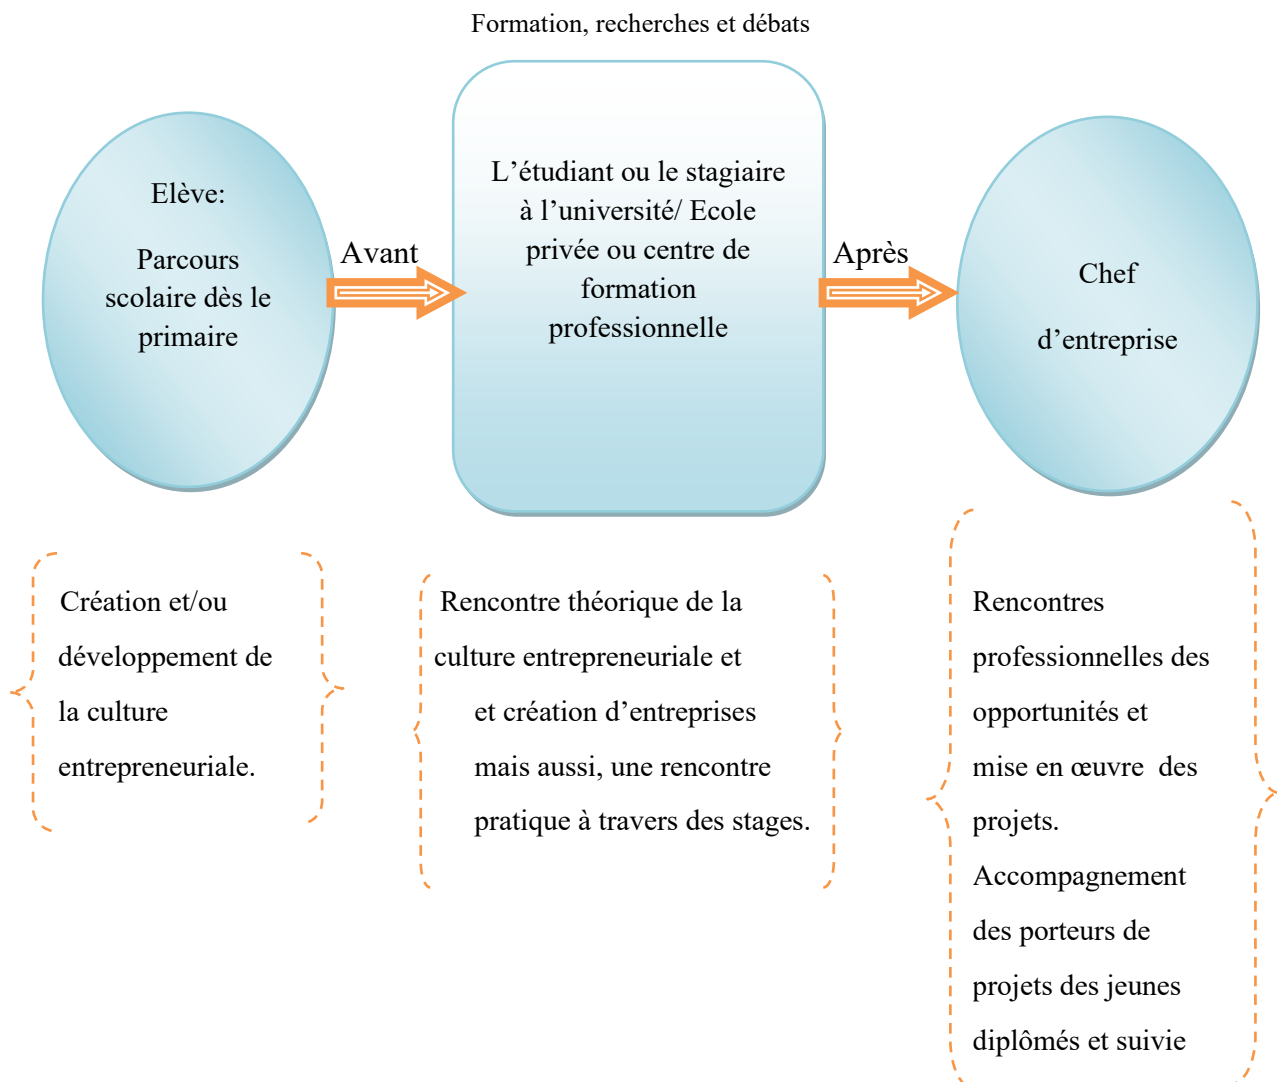 Formation, recherches et débats
Elève:
Parcours
scolaire dès le
primaire
Avant
L’étudiant ou le stagiaire
à l’université/ Ecole
privée ou centre de
formation
professionnelle
Après
Chef
d’entreprise
Création et/ou
développement de
la culture
entrepreneuriale.
Rencontre théorique de la
culture entrepreneuriale et
et création d’entreprises
mais aussi, une rencontre
pratique à travers des stages.
Rencontres
professionnelles des
opportunités et
mise en œuvre des
projets.
Accompagnement
des porteurs de
projets des jeunes
diplômés et suivie